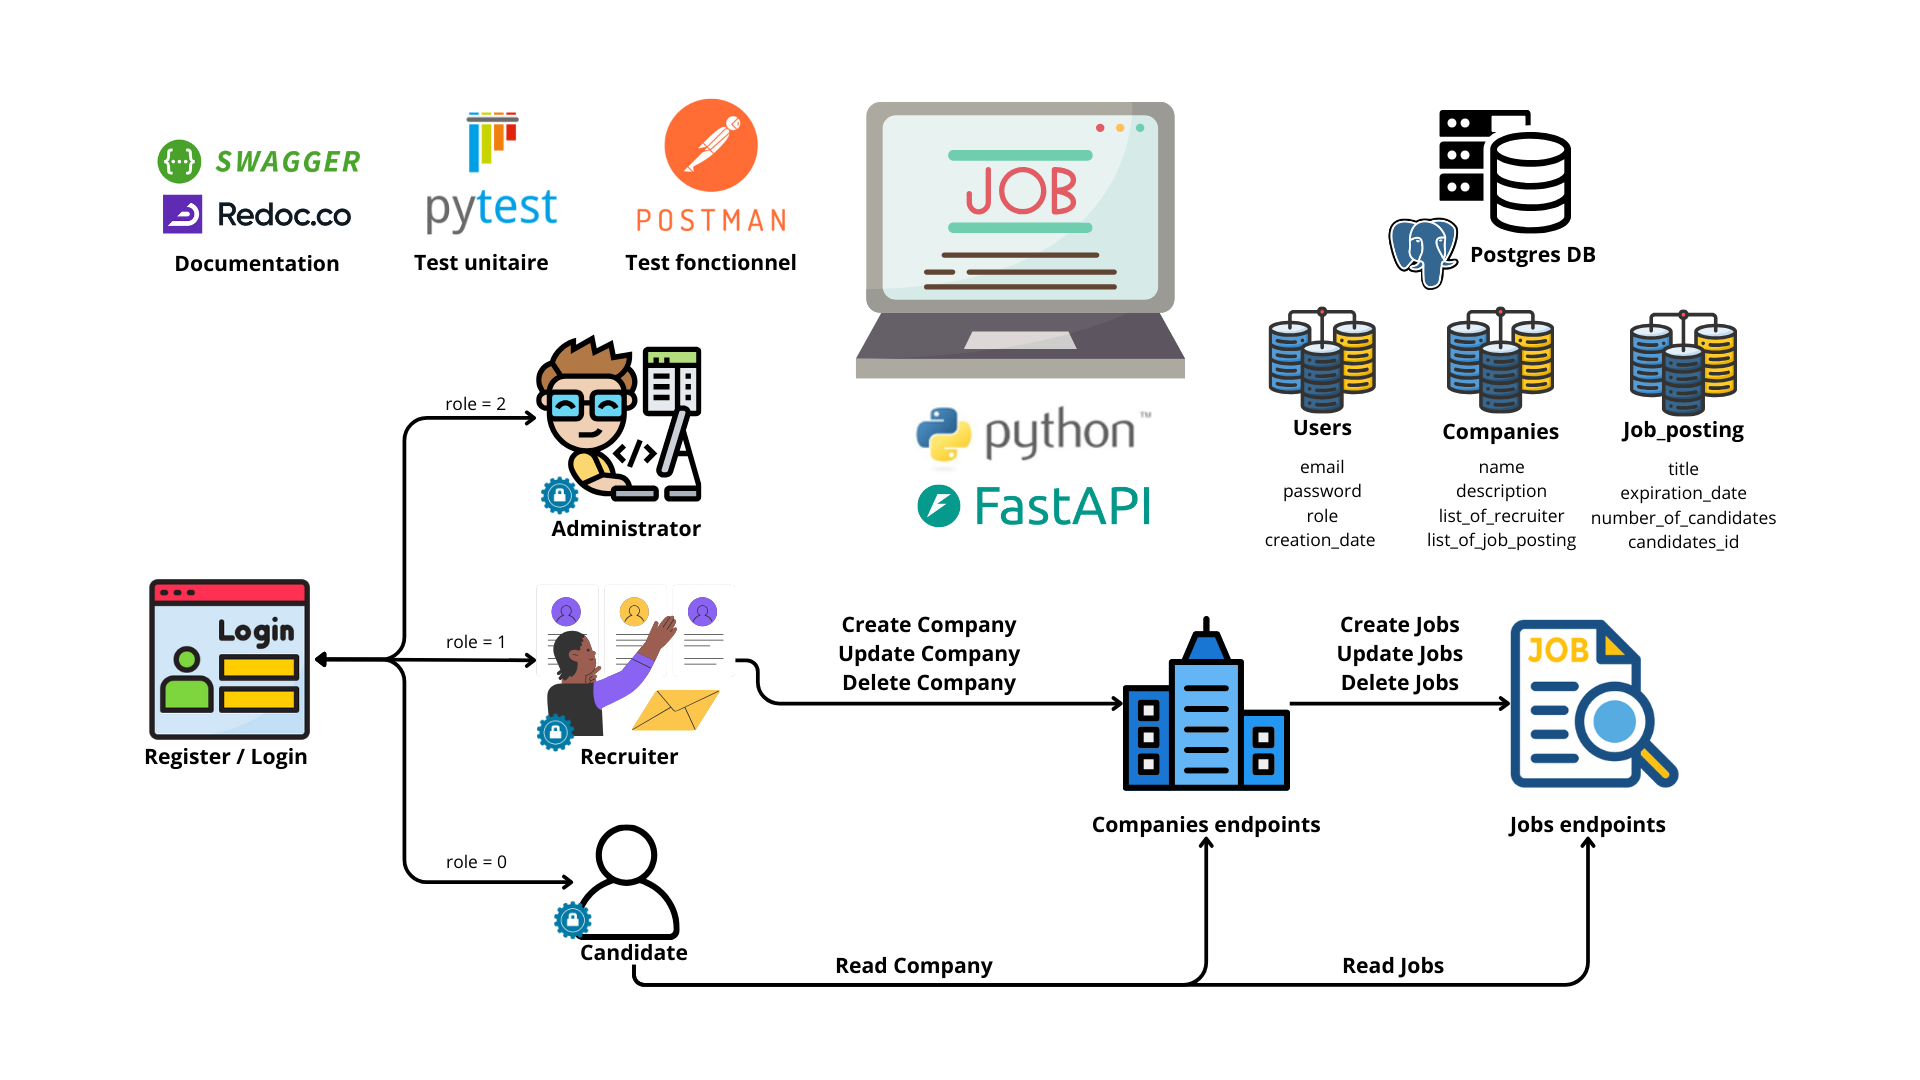 SWAGGER
Redoc.co
Documentation
pytest
Test unitaire
POSTMAN
Test fonctionnel
JOB
python™
FastAPI
Postgres DB
Users
email
password
role
creation_date
Companies
name
description
list_of_recruiter
list_of_job_posting
Job_posting
title
expiration_date
number_of_candidates
candidates_id
Login
Register / Login
role = 2
</>
Administrator
role = 1
Recruiter
role = 0
Candidate
Create Company
Update Company
Delete Company
Companies endpoints
Create Jobs
Update Jobs
Delete Jobs
JOB
Jobs endpoints
Read Company
Read Jobs